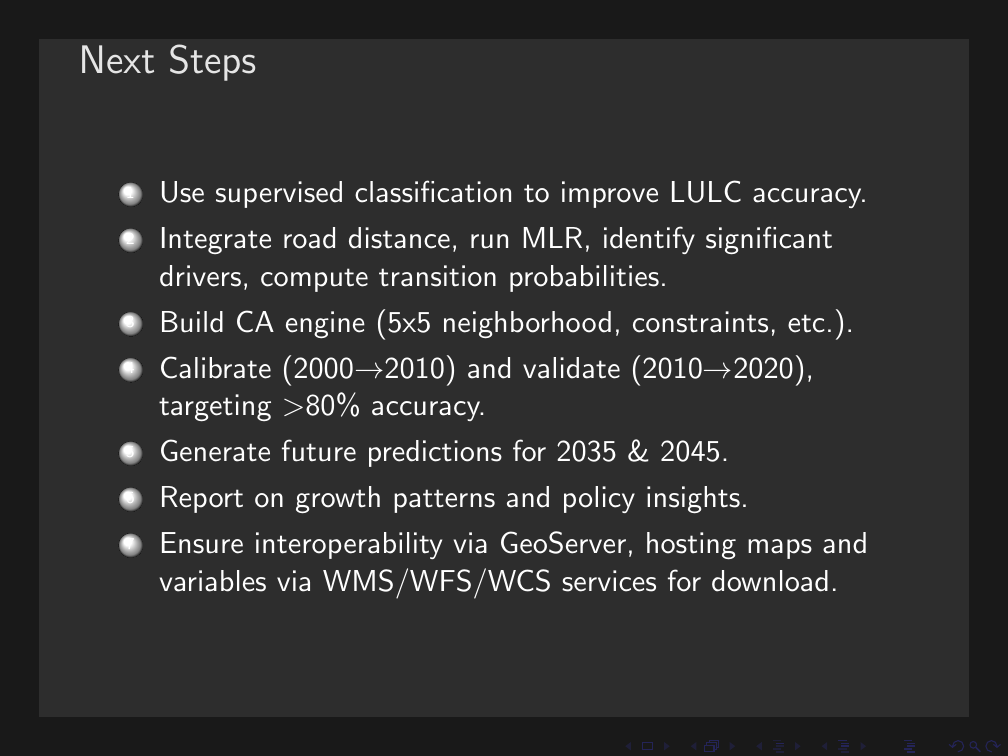 Next Steps
Use supervised classification to improve LULC accuracy.
Integrate road distance, run MLR, identify significant
drivers, compute transition probabilities.
Build CA engine (5x5 neighborhood, constraints, etc.).
Calibrate (2000→2010) and validate (2010→2020),
targeting >80% accuracy.
Generate future predictions for 2035 & 2045.
Report on growth patterns and policy insights.
Ensure interoperability via GeoServer, hosting maps and
variables via WMS/WFS/WCS services for download.